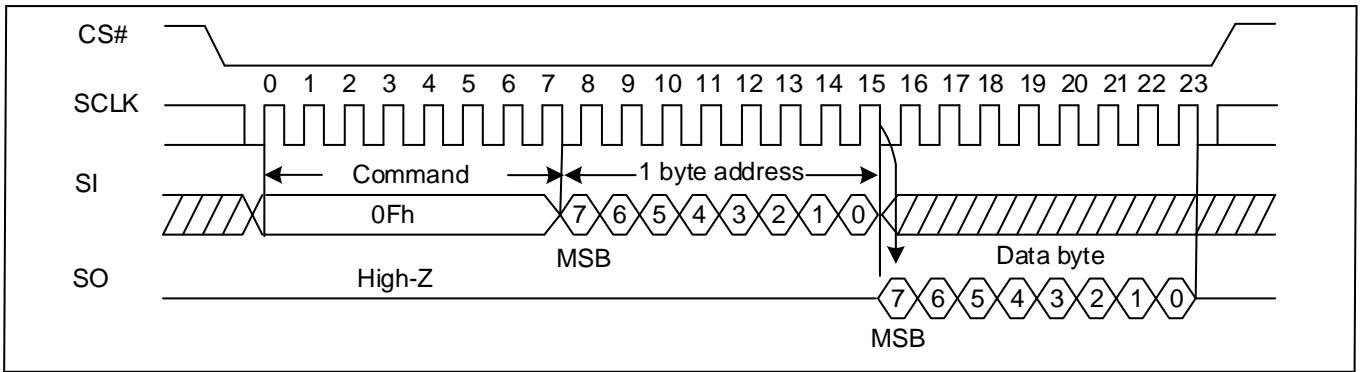 CS#
0 1 2 3 4 5 6 7 8 9 10 11 12 13 14 15 16 17 18 19 20 21 22 23
SCLK
Command 1 byte address
SI
0Fh 7 6 5 4 3 2 1 0
MSB Data byte
SO High-Z
7 6 5 4 3 2 1 0
MSB